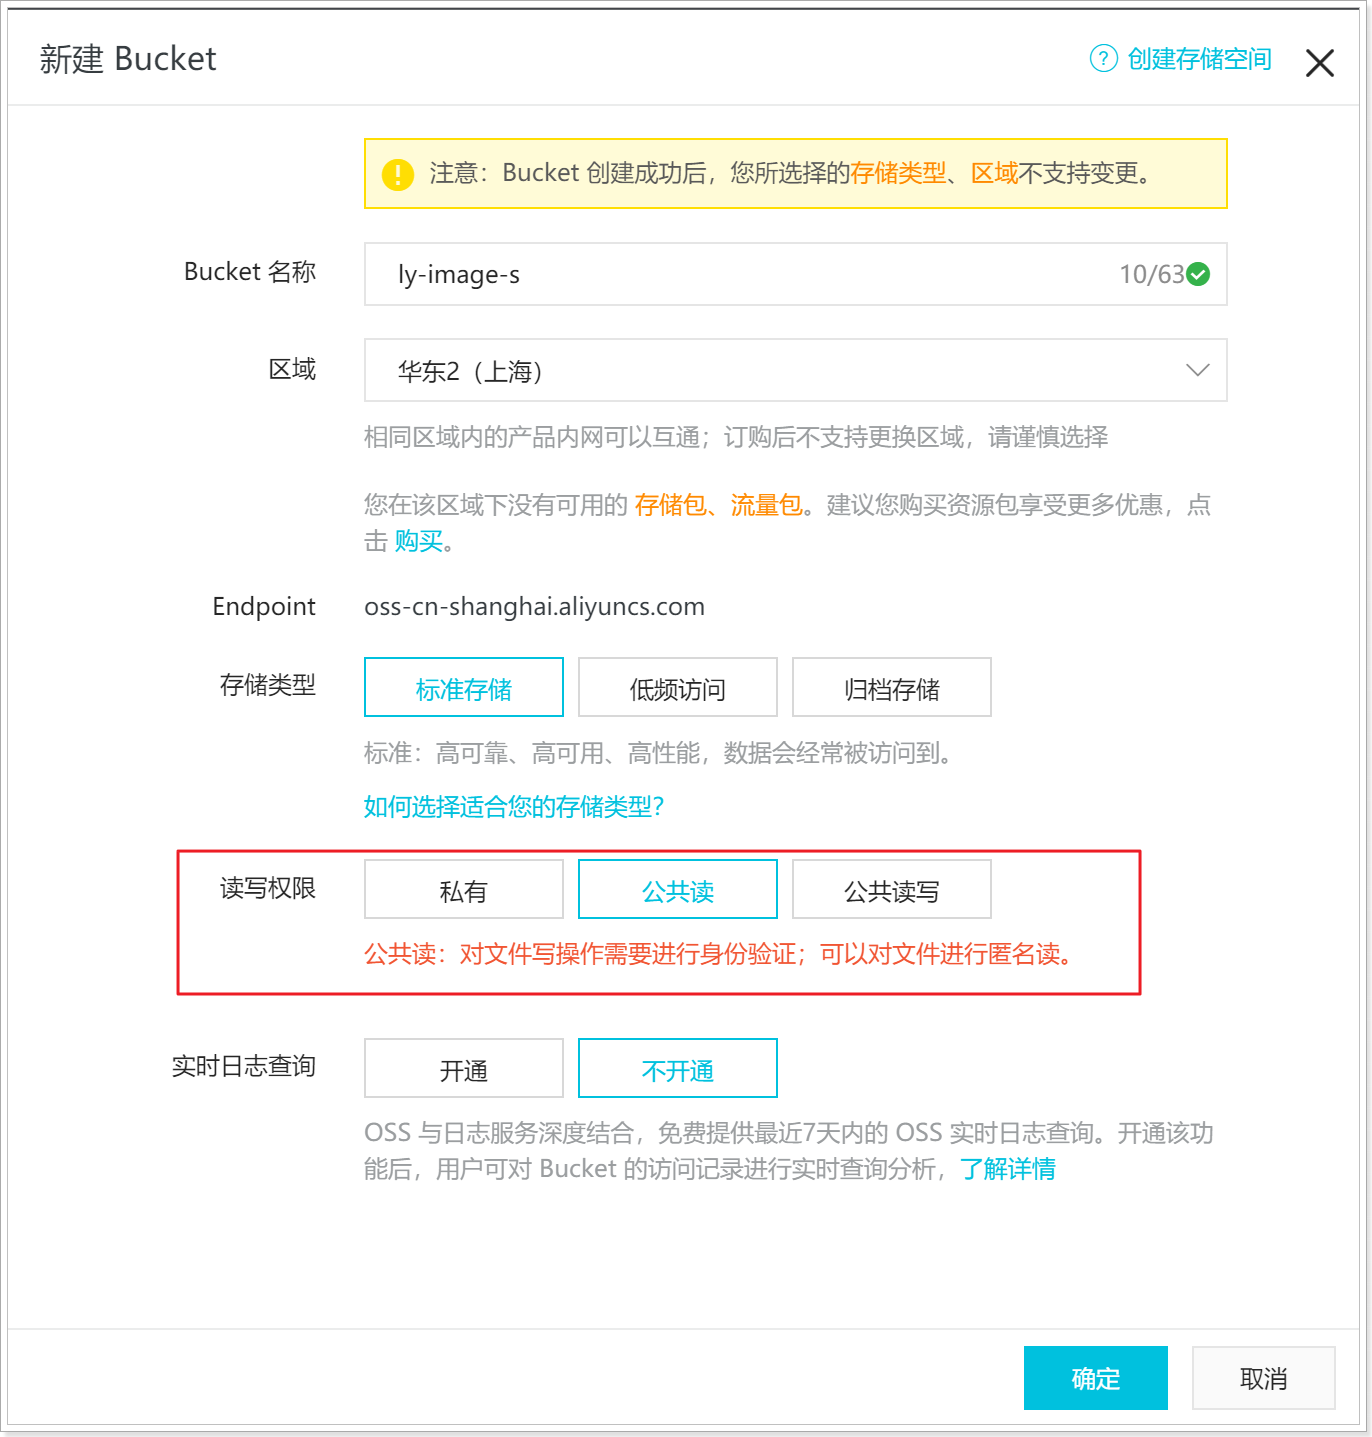 新建 Bucket
? 创建存储空间
! 注意：Bucket 创建成功后，您所选择的存储类型、区域不支持变更。
Bucket 名称
ly-image-s
10/63
区域
华东2（上海）
相同区域内的产品内网可以互通；订购后不支持更换区域，请谨慎选择
您在该区域下没有可用的 存储包、流量包。建议您购买资源包享受更多优惠，点
击 购买。
Endpoint
oss-cn-shanghai.aliyuncs.com
存储类型
标准存储
低频访问
归档存储
标准：高可靠、高可用、高性能，数据会经常被访问到。
如何选择适合您的存储类型？
读写权限
私有
公共读
公共读写
公共读：对文件写操作需要进行身份验证；可以对文件进行匿名读。
实时日志查询
开通
不开通
OSS 与日志服务深度结合，免费提供最近7天内的 OSS 实时日志查询。开通该功
能后，用户可对 Bucket 的访问记录进行实时查询分析，了解详情
确定
取消